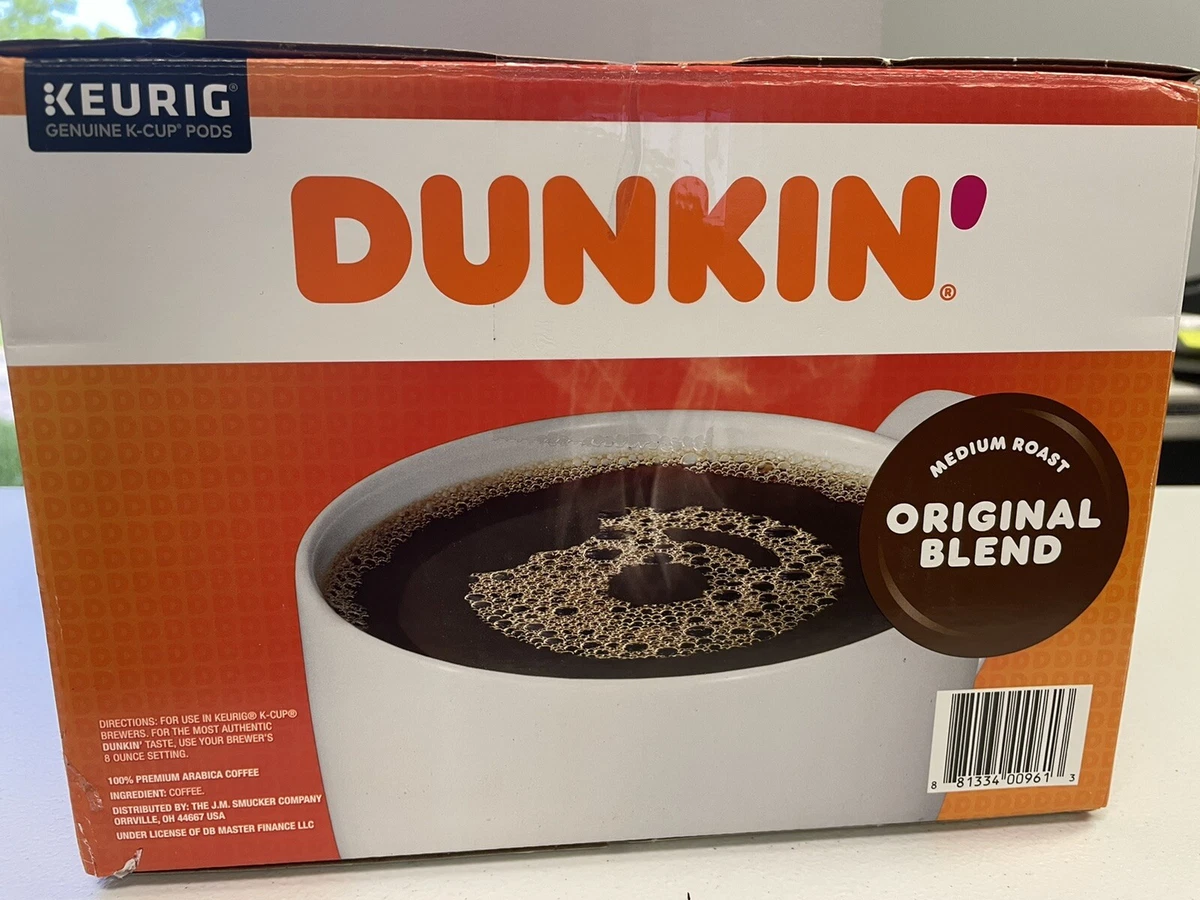 KEURIG®
GENUINE K-CUP® PODS
DUNKIN'
®
MEDIUM ROAST
ORIGINAL
BLEND
DIRECTIONS: FOR USE IN KEURIG® K-CUP®
BREWERS. FOR THE MOST AUTHENTIC
DUNKIN' TASTE, USE YOUR BREWER'S
8 OUNCE SETTING.
100% PREMIUM ARABICA COFFEE
INGREDIENT: COFFEE.
DISTRIBUTED BY: THE J.M. SMUCKER COMPANY
ORRVILLE, OH 44667 USA
UNDER LICENSE OF DB MASTER FINANCE LLC
8 81334 00961 3